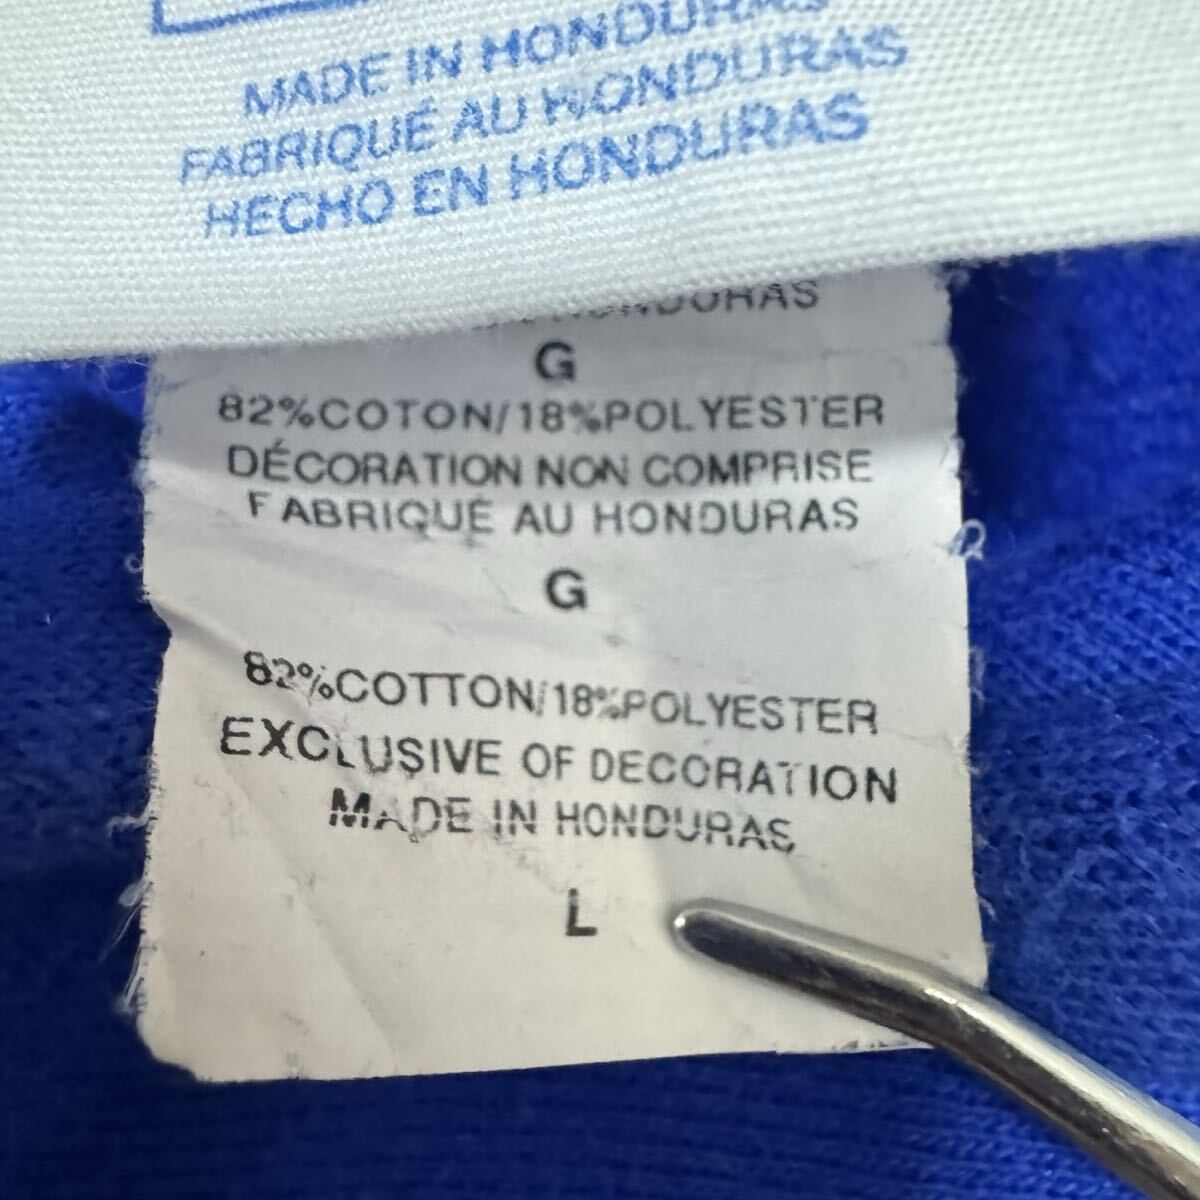 MADE IN HONDURAS
FABRIQUÉ AU HONDURAS
HECHO EN HONDURAS
HONDURAS
G
82%COTON/18%POLYESTER
DÉCORATION NON COMPRISE
FABRIQUÉ AU HONDURAS
G
82%COTTON/18%POLYESTER
EXCLUSIVE OF DECORATION
MADE IN HONDURAS
L